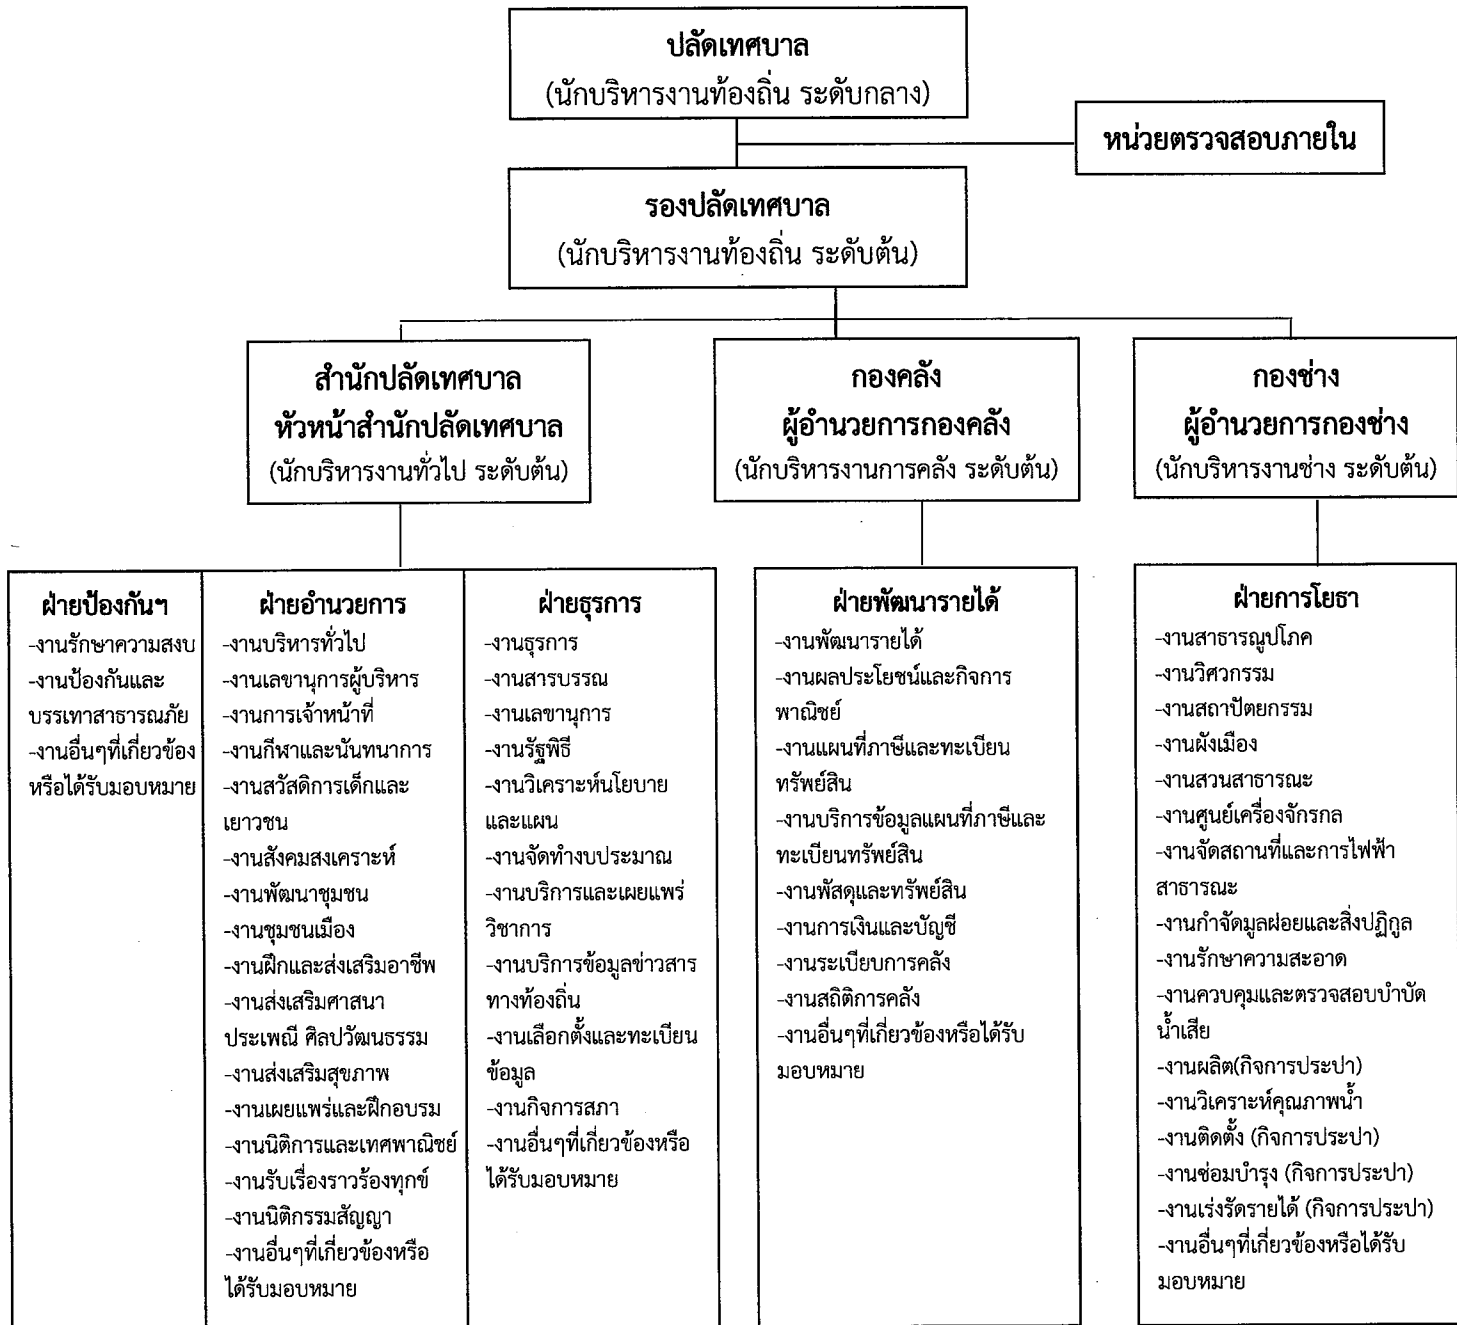 ปลัดเทศบาล
(นักบริหารงานท้องถิ่น ระดับกลาง)
หน่วยตรวจสอบภายใน
รองปลัดเทศบาล
(นักบริหารงานท้องถิ่น ระดับต้น)
สำนักปลัดเทศบาล
หัวหน้าสำนักปลัดเทศบาล
(นักบริหารงานทั่วไป ระดับต้น)
กองคลัง
ผู้อำนวยการกองคลัง
(นักบริหารงานการคลัง ระดับต้น)
กองช่าง
ผู้อำนวยการกองช่าง
(นักบริหารงานช่าง ระดับต้น)
ฝ่ายป้องกันฯ
-งานรักษาความสงบ
-งานป้องกันและ
บรรเทาสาธารณภัย
-งานอื่นๆที่เกี่ยวข้อง
หรือได้รับมอบหมาย
ฝ่ายอำนวยการ
-งานบริหารทั่วไป
-งานเลขานุการผู้บริหาร
-งานการเจ้าหน้าที่
-งานกีฬาและนันทนาการ
-งานสวัสดิการเด็กและ
เยาวชน
-งานสังคมสงเคราะห์
-งานพัฒนาชุมชน
-งานชุมชนเมือง
-งานฝึกและส่งเสริมอาชีพ
-งานส่งเสริมศาสนา
ประเพณี ศิลปวัฒนธรรม
-งานส่งเสริมสุขภาพ
-งานเผยแพร่และฝึกอบรม
-งานนิติการและเทศพาณิชย์
-งานรับเรื่องราวร้องทุกข์
-งานนิติกรรมสัญญา
-งานอื่นๆที่เกี่ยวข้องหรือ
ได้รับมอบหมาย
ฝ่ายธุรการ
-งานธุรการ
-งานสารบรรณ
-งานเลขานุการ
-งานรัฐพิธี
-งานวิเคราะห์นโยบาย
และแผน
-งานจัดทำงบประมาณ
-งานบริการและเผยแพร่
วิชาการ
-งานบริการข้อมูลข่าวสาร
ทางท้องถิ่น
-งานเลือกตั้งและทะเบียน
ข้อมูล
-งานกิจการสภา
-งานอื่นๆที่เกี่ยวข้องหรือ
ได้รับมอบหมาย
ฝ่ายพัฒนารายได้
-งานพัฒนารายได้
-งานผลประโยชน์และกิจการ
พาณิชย์
-งานแผนที่ภาษีและทะเบียน
ทรัพย์สิน
-งานบริการข้อมูลแผนที่ภาษีและ
ทะเบียนทรัพย์สิน
-งานพัสดุและทรัพย์สิน
-งานการเงินและบัญชี
-งานระเบียบการคลัง
-งานสถิติการคลัง
-งานอื่นๆที่เกี่ยวข้องหรือได้รับ
มอบหมาย
ฝ่ายการโยธา
-งานสาธารณูปโภค
-งานวิศวกรรม
-งานสถาปัตยกรรม
-งานผังเมือง
-งานสวนสาธารณะ
-งานศูนย์เครื่องจักรกล
-งานจัดสถานที่และการไฟฟ้า
สาธารณะ
-งานกำจัดมูลฝอยและสิ่งปฏิกูล
-งานรักษาความสะอาด
-งานควบคุมและตรวจสอบบำบัด
น้ำเสีย
-งานผลิต(กิจการประปา)
-งานวิเคราะห์คุณภาพน้ำ
-งานติดตั้ง (กิจการประปา)
-งานซ่อมบำรุง (กิจการประปา)
-งานเร่งรัดรายได้ (กิจการประปา)
-งานอื่นๆที่เกี่ยวข้องหรือได้รับ
มอบหมาย